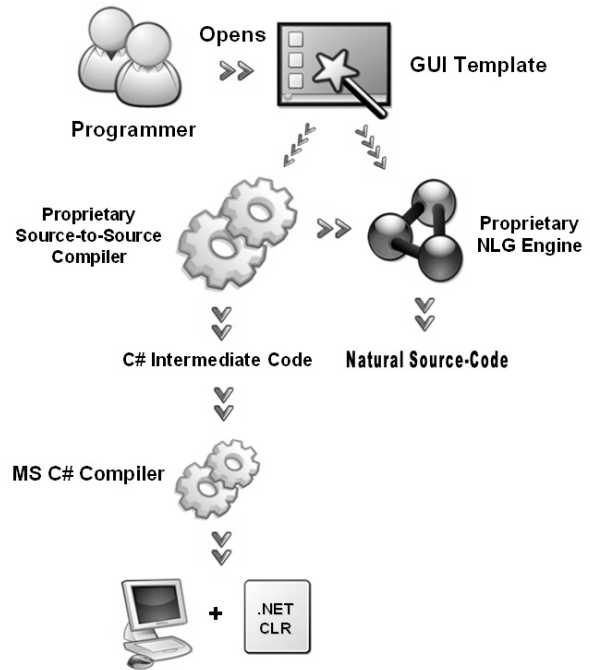 Opens
GUI Template
Programmer
Proprietary
Source-to-Source
Compiler
Proprietary
NLG Engine
C# Intermediate Code
Natural Source-Code
MS C# Compiler
+
.NET
CLR